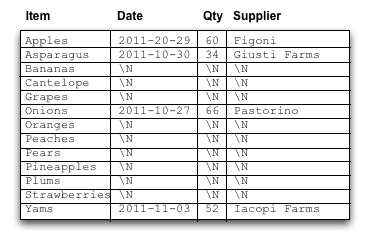 Item Date Qty Supplier
Apples 2011-20-29 60 Figoni
Asparagus 2011-10-30 34 Giusti Farms
Bananas \N \N \N
Cantelope \N \N \N
Grapes \N \N \N
Onions 2011-10-27 66 Pastorino
Oranges \N \N \N
Peaches \N \N \N
Pears \N \N \N
Pineapples \N \N \N
Plums \N \N \N
Strawberries \N \N \N
Yams 2011-11-03 52 Iacopi Farms